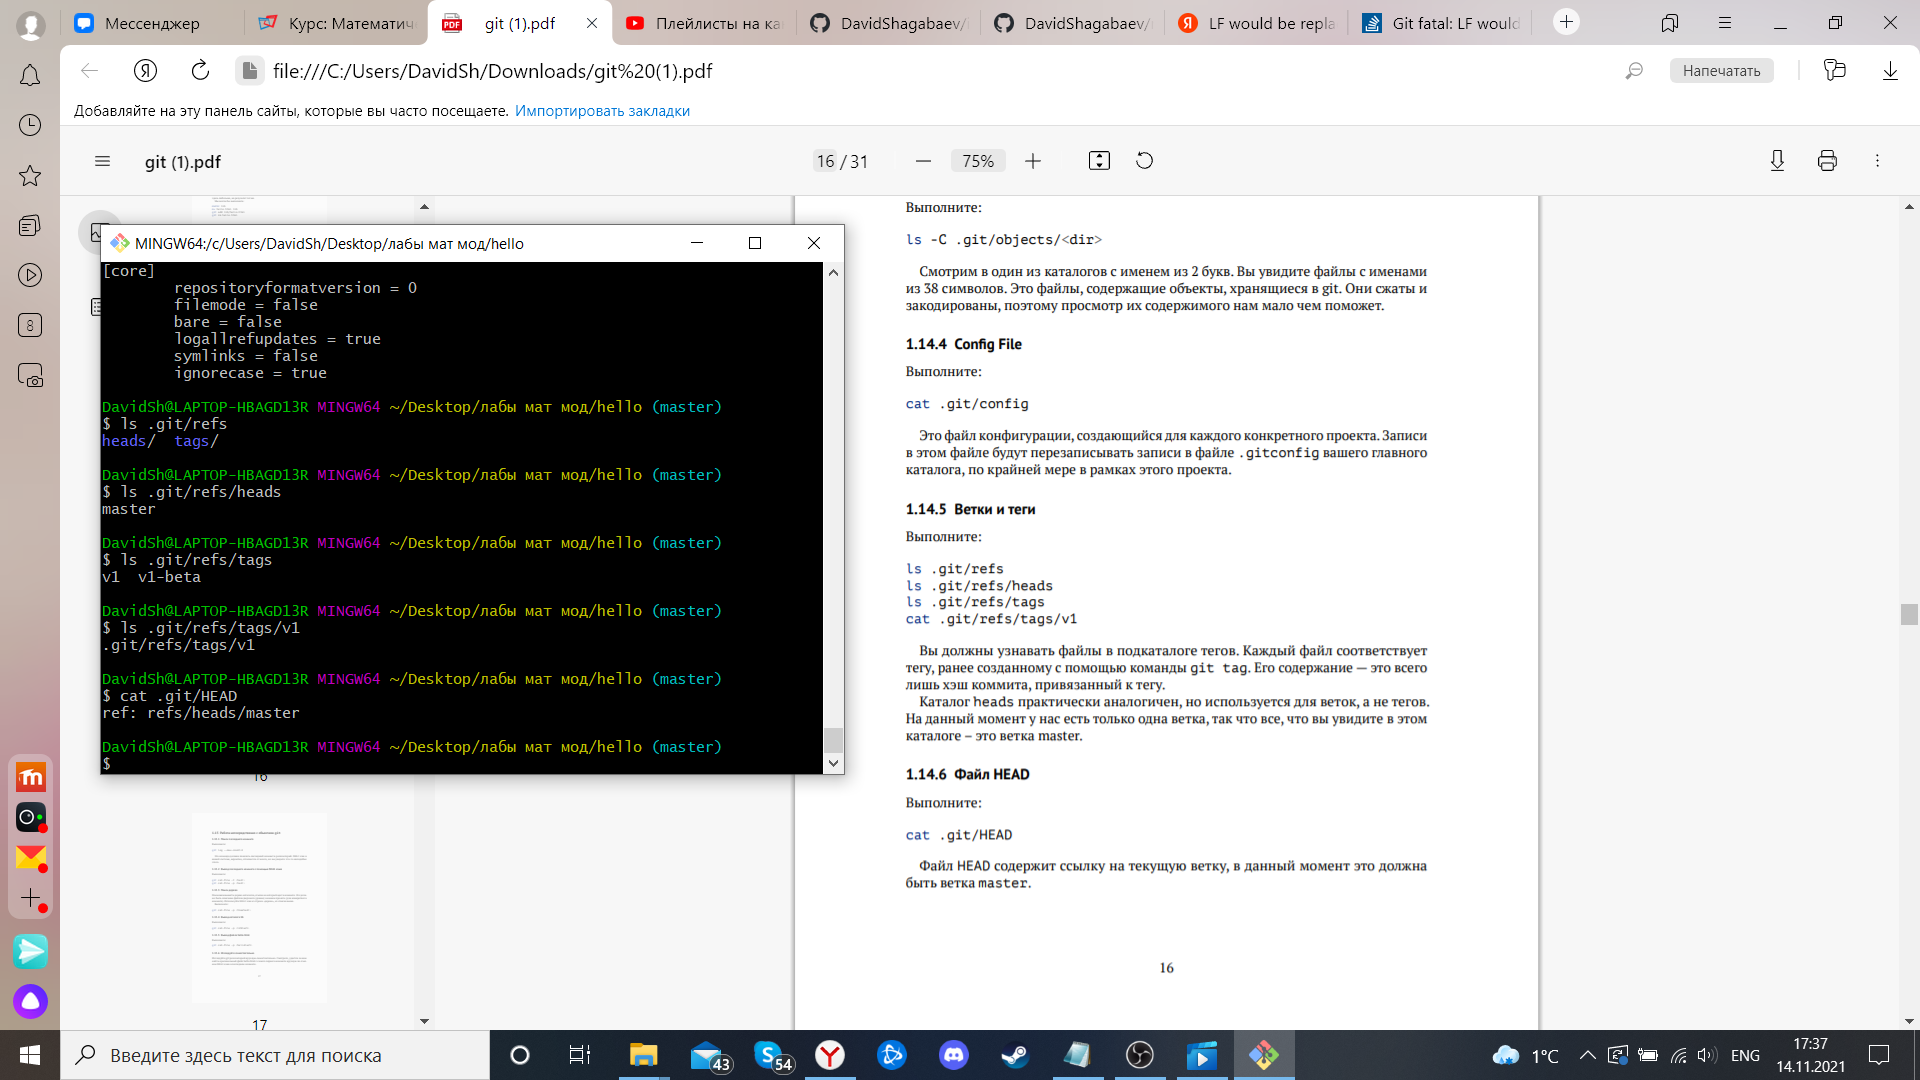 Мессенджер
Курс: Математич
git (1).pdf
Плейлисты на ка
DavidShagabaev/
DavidShagabaev/
LF would be repla
Git fatal: LF would
file:///C:/Users/DavidSh/Downloads/git%20(1).pdf
Напечатать
Добавляйте на эту панель сайты, которые вы часто посещаете. Импортировать закладки
git (1).pdf
16 / 31
75%
8
MINGW64:/c/Users/DavidSh/Desktop/лабы мат мод/hello
[core]
repositoryformatversion = 0
filemode = false
bare = false
logallrefupdates = true
symlinks = false
ignorecase = true
DavidSh@LAPTOP-HBAGD13R MINGW64 ~/Desktop/лабы мат мод/hello (master)
$ ls .git/refs
heads/ tags/
DavidSh@LAPTOP-HBAGD13R MINGW64 ~/Desktop/лабы мат мод/hello (master)
$ ls .git/refs/heads
master
DavidSh@LAPTOP-HBAGD13R MINGW64 ~/Desktop/лабы мат мод/hello (master)
$ ls .git/refs/tags
v1 v1-beta
DavidSh@LAPTOP-HBAGD13R MINGW64 ~/Desktop/лабы мат мод/hello (master)
$ ls .git/refs/tags/v1
.git/refs/tags/v1
DavidSh@LAPTOP-HBAGD13R MINGW64 ~/Desktop/лабы мат мод/hello (master)
$ cat .git/HEAD
ref: refs/heads/master
DavidSh@LAPTOP-HBAGD13R MINGW64 ~/Desktop/лабы мат мод/hello (master)
$
16
17
Выполните:
ls -C .git/objects/<dir>
Смотрим в один из каталогов с именем из 2 букв. Вы увидите файлы с именами
из 38 символов. Это файлы, содержащие объекты, хранящиеся в git. Они сжаты и
закодированы, поэтому просмотр их содержимого нам мало чем поможет.
1.14.4 Config File
Выполните:
cat .git/config
Это файл конфигурации, создающийся для каждого конкретного проекта. Записи
в этом файле будут перезаписывать записи в файле .gitconfig вашего главного
каталога, по крайней мере в рамках этого проекта.
1.14.5 Ветки и теги
Выполните:
ls .git/refs
ls .git/refs/heads
ls .git/refs/tags
cat .git/refs/tags/v1
Вы должны узнавать файлы в подкаталоге тегов. Каждый файл соответствует
тегу, ранее созданному с помощью команды git tag. Его содержание — это всего
лишь хэш коммита, привязанный к тегу.
Каталог heads практически аналогичен, но используется для веток, а не тегов.
На данный момент у нас есть только одна ветка, так что все, что вы увидите в этом
каталоге – это ветка master.
1.14.6 Файл HEAD
Выполните:
cat .git/HEAD
Файл HEAD содержит ссылку на текущую ветку, в данный момент это должна
быть ветка master.
16
Введите здесь текст для поиска
43
54
1°C
ENG
17:37
14.11.2021